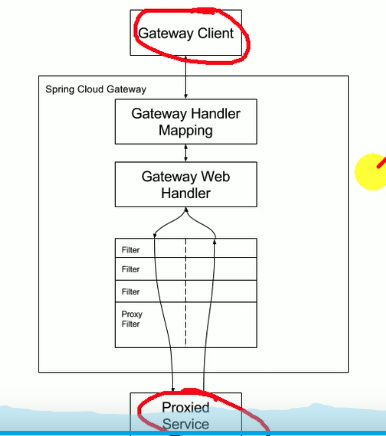 Gateway Client
Spring Cloud Gateway
Gateway Handler
Mapping
Gateway Web
Handler
Filter
Filter
Filter
Proxy
Filter
Proxied
Service